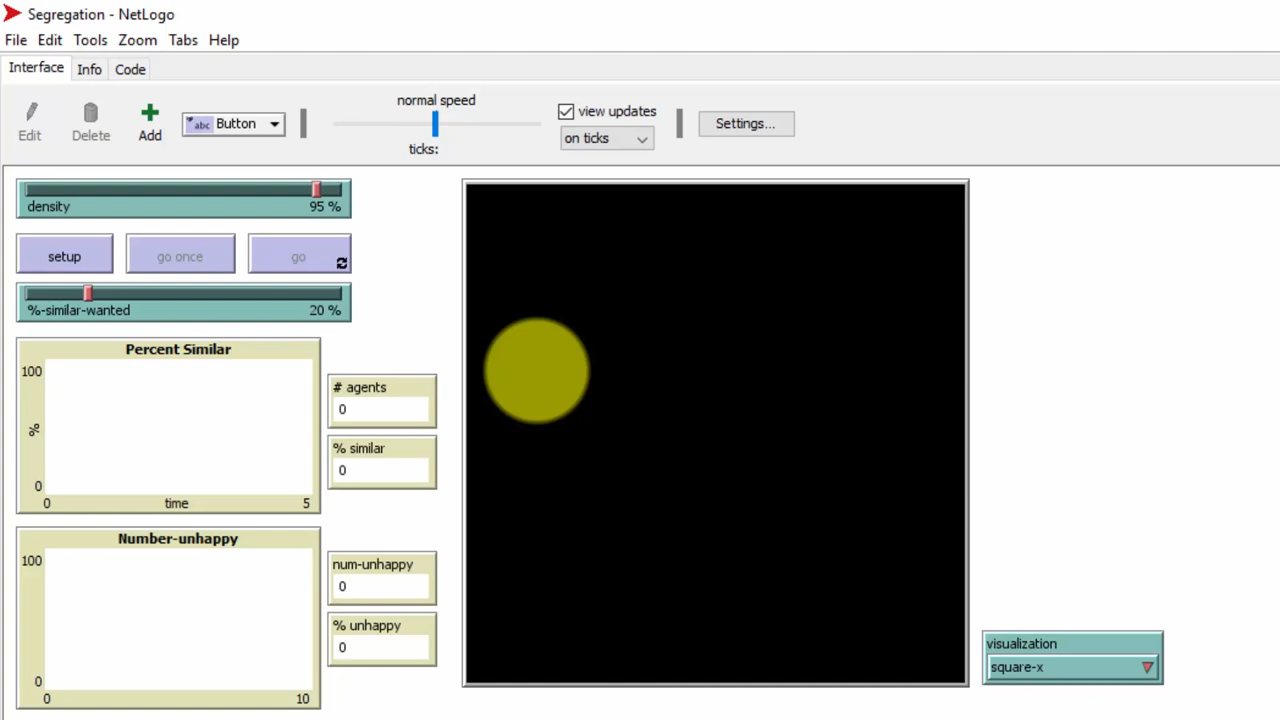 Segregation - NetLogo
File Edit Tools Zoom Tabs Help
Interface Info Code
Edit Delete Add abc Button normal speed ticks: view updates on ticks Settings...
density 95 %
setup go once go
%-similar-wanted 20 %
Percent Similar
100
%
0
0 time 5
# agents
0
% similar
0
Number-unhappy
100
0
0 10
num-unhappy
0
% unhappy
0
visualization
square-x